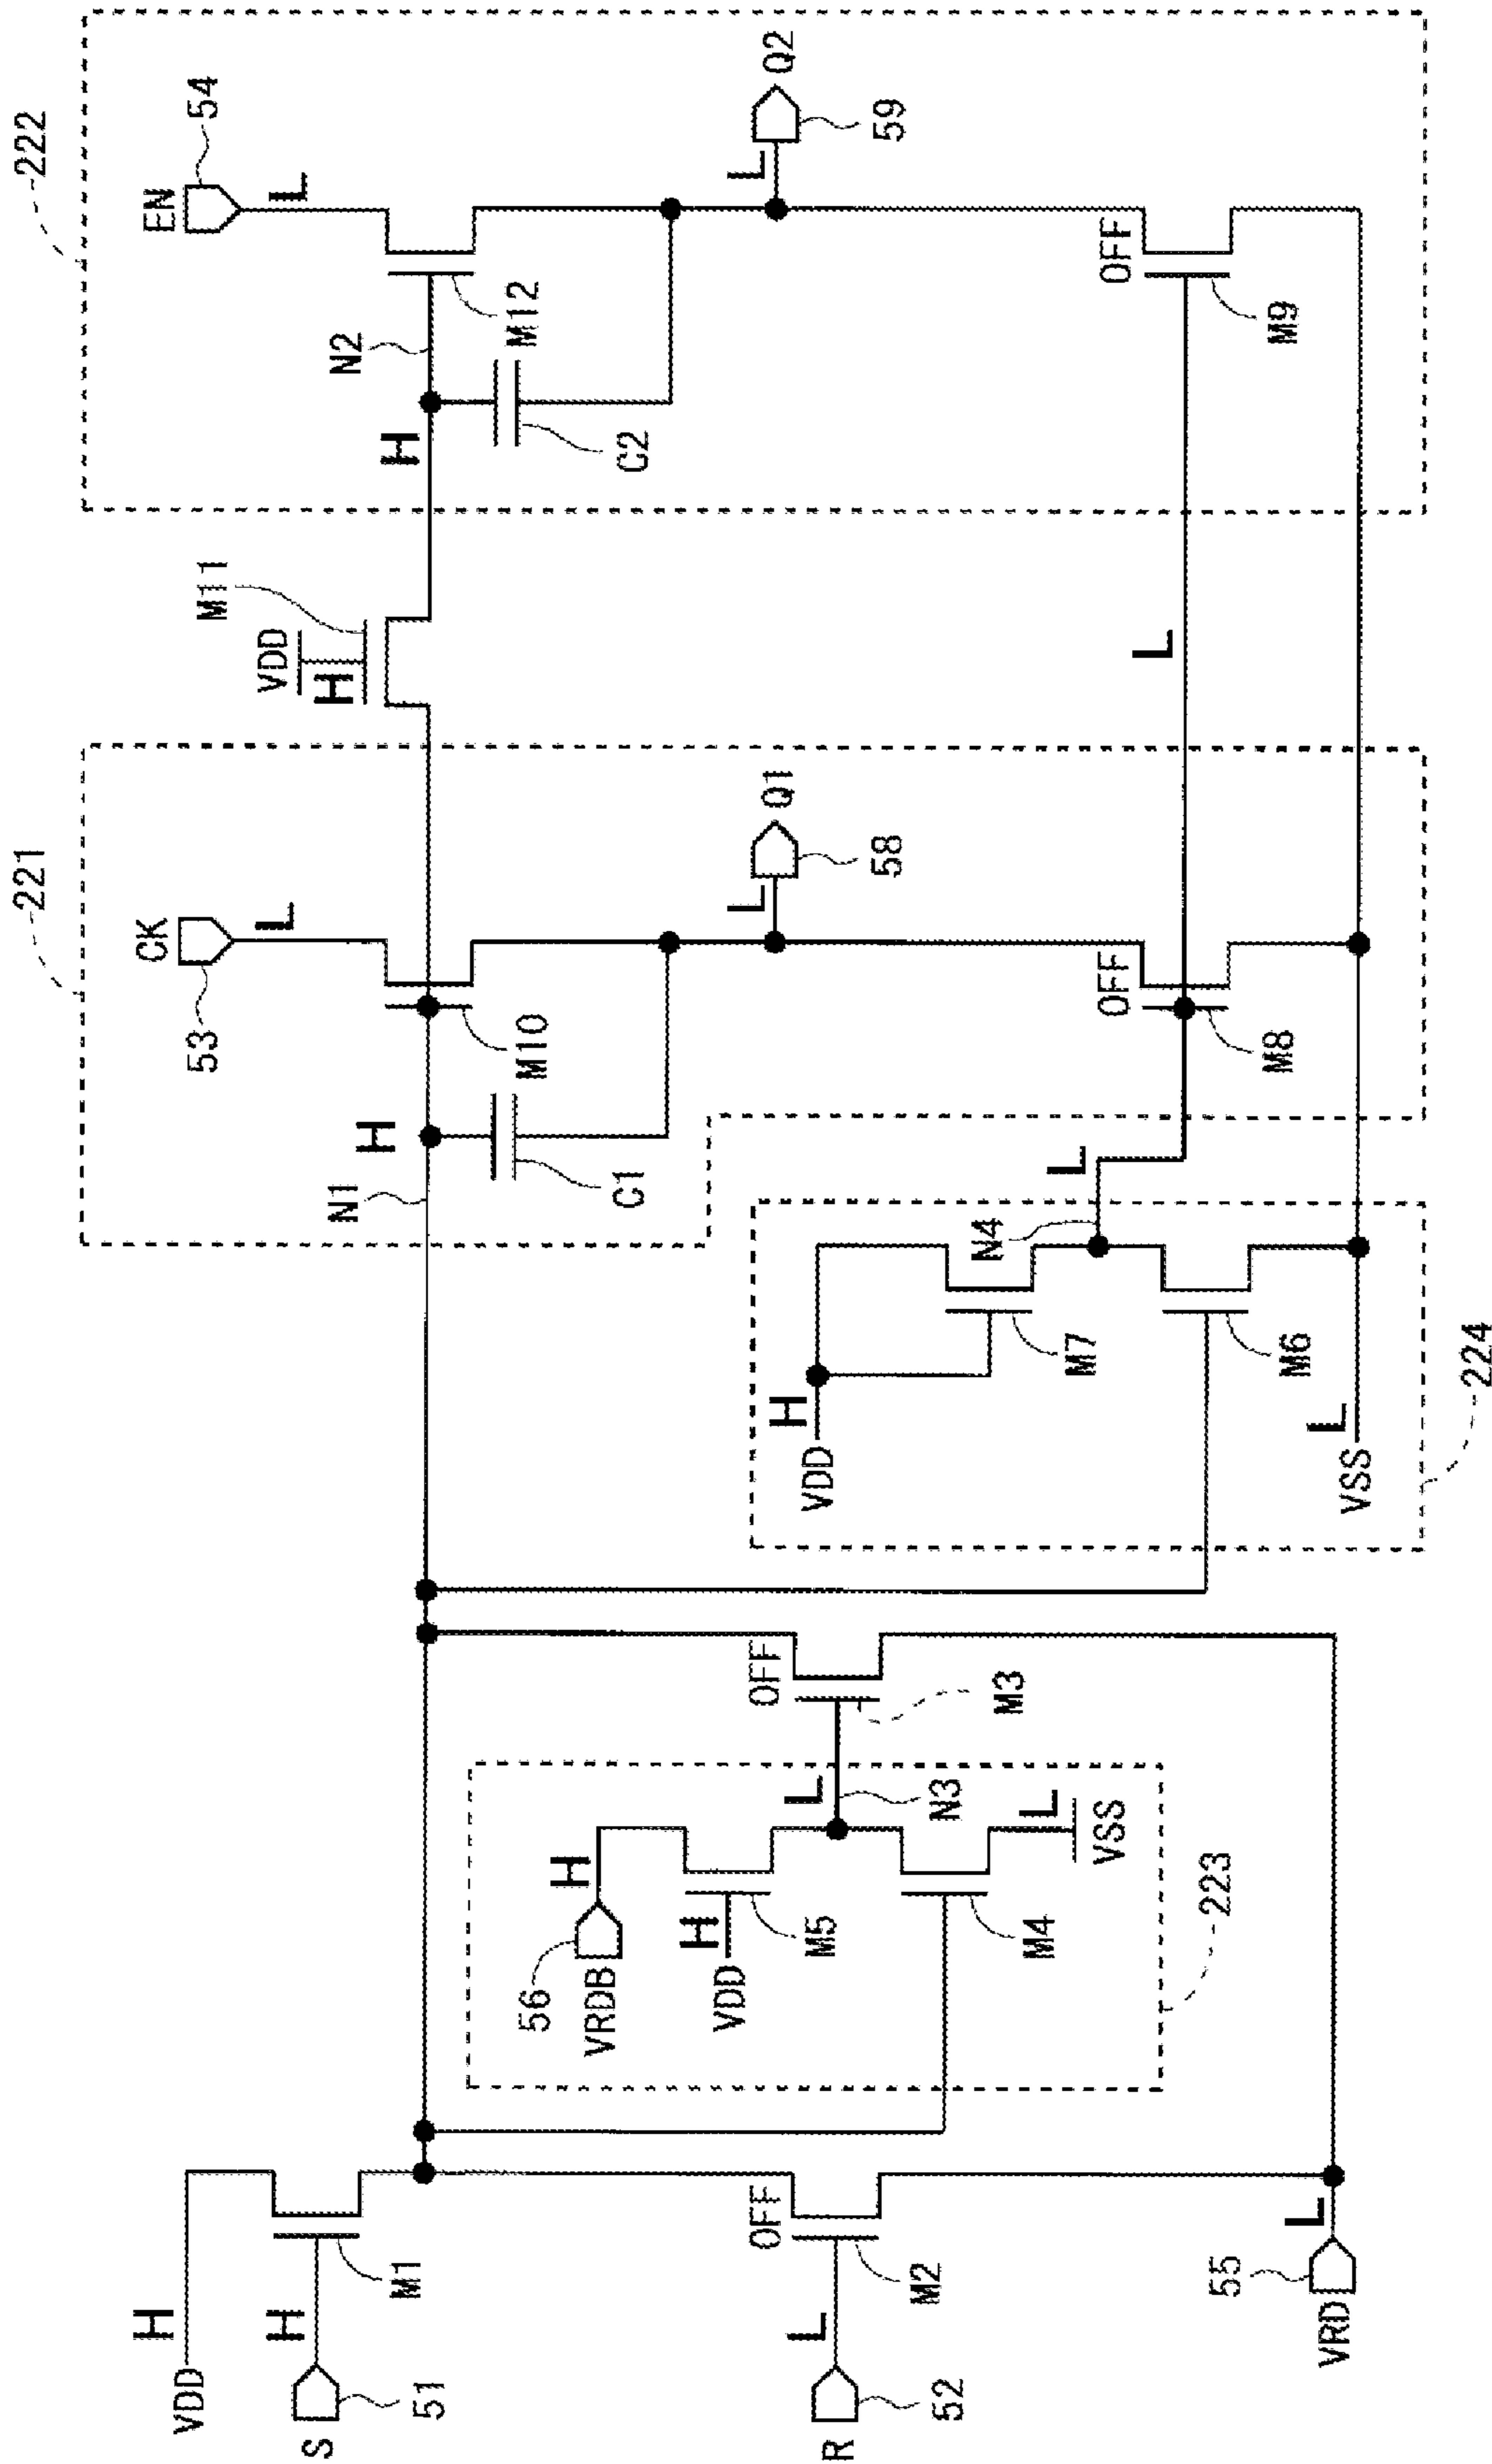 222
221
EN
54
L
CK
53
L
VDD
H
M11
N2
H
M12
C2
L
Q2
59
N1
H
M10
C1
L
Q1
58
OFF
M9
L
OFF
M8
L
N4
VDD
H
M7
M6
VSS
L
224
OFF
M3
L
N3
56
VRDB
H
VDD
H
M5
M4
L
VSS
223
VDD
H
S
51
H
M1
OFF
M2
R
52
L
VRD
55
L